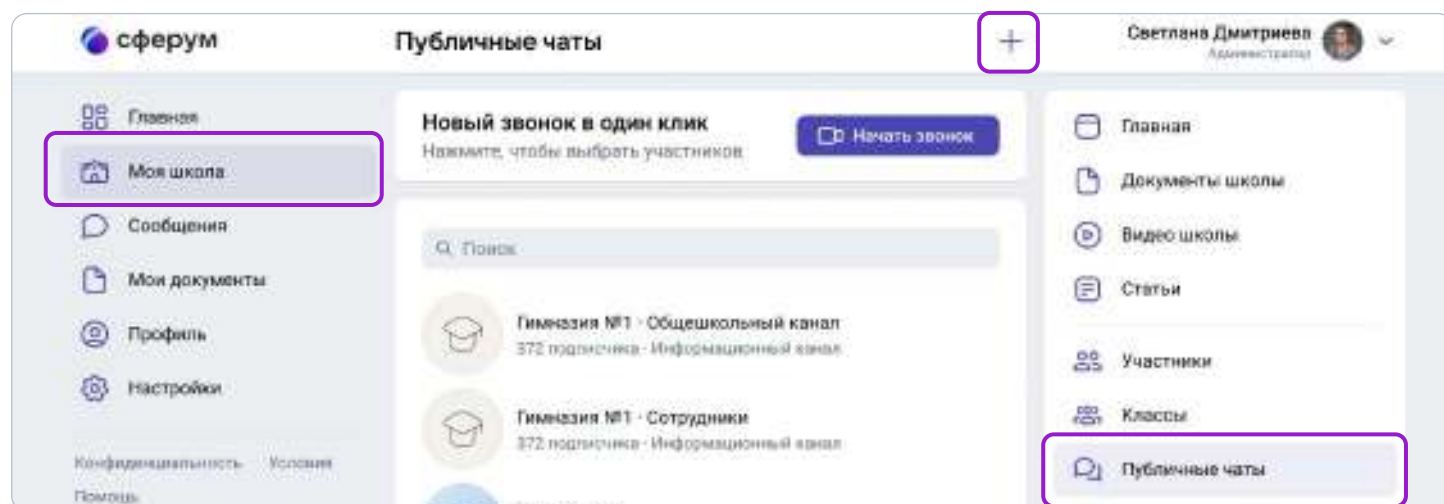 сферум
Публичные чаты
Светлана Дмитриева
Администратор
Главная
Моя школа
Сообщения
Мои документы
Профиль
Настройки
Конфиденциальность Условия
Помощь
Новый звонок в один клик
Нажмите, чтобы выбрать участников
Начать звонок
Поиск
Гимназия №1 · Общешкольный канал
372 подписчика · Информационный канал
Гимназия №1 · Сотрудники
372 подписчика · Информационный канал
Главная
Документы школы
Видео школы
Статьи
Участники
Классы
Публичные чаты